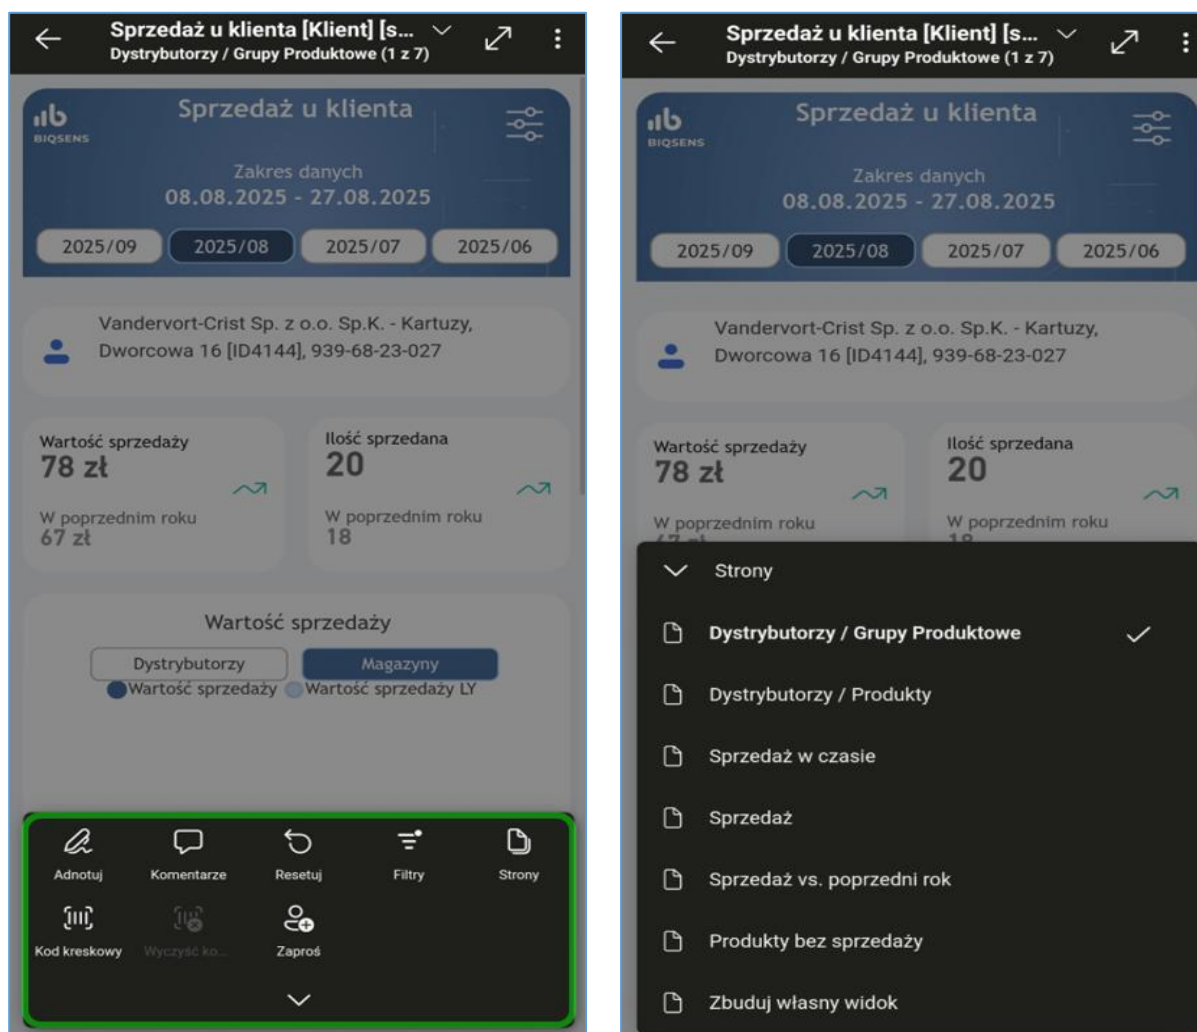 Sprzedaż u klienta [Klient] [s...
Dystrybutorzy / Grupy Produktowe (1 z 7)
BIQSENS
Sprzedaż u klienta
Zakres danych
08.08.2025 - 27.08.2025
2025/09 2025/08 2025/07 2025/06
Vandervort-Crist Sp. z o.o. Sp.K. - Kartuzy,
Dworcowa 16 [ID4144], 939-68-23-027
Wartość sprzedaży
78 zł
W poprzednim roku
67 zł
Ilość sprzedana
20
W poprzednim roku
18
Wartość sprzedaży
Dystrybutorzy Magazyny
Wartość sprzedaży Wartość sprzedaży LY
Adnotuj Komentarze Resetuj Filtry Strony
Kod kreskowy Wyczyść ko... Zaproś
Sprzedaż u klienta [Klient] [s...
Dystrybutorzy / Grupy Produktowe (1 z 7)
BIQSENS
Sprzedaż u klienta
Zakres danych
08.08.2025 - 27.08.2025
2025/09 2025/08 2025/07 2025/06
Vandervort-Crist Sp. z o.o. Sp.K. - Kartuzy,
Dworcowa 16 [ID4144], 939-68-23-027
Wartość sprzedaży
78 zł
W poprzednim roku
67 zł
Ilość sprzedana
20
W poprzednim roku
18
Strony
Dystrybutorzy / Grupy Produktowe
Dystrybutorzy / Produkty
Sprzedaż w czasie
Sprzedaż
Sprzedaż vs. poprzedni rok
Produkty bez sprzedaży
Zbuduj własny widok